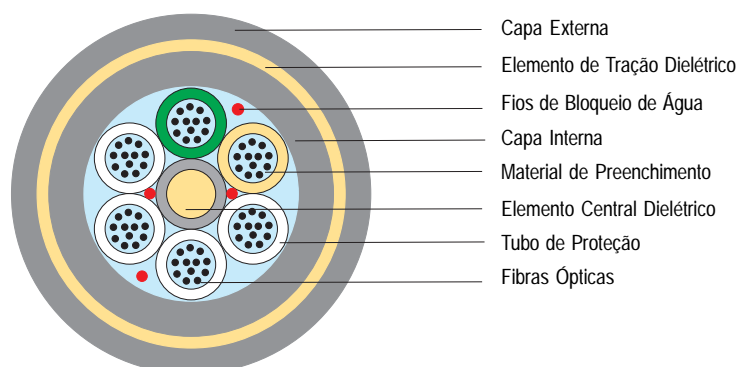 Capa Externa
Elemento de Tração Dielétrico
Fios de Bloqueio de Água
Capa Interna
Material de Preenchimento
Elemento Central Dielétrico
Tubo de Proteção
Fibras Ópticas